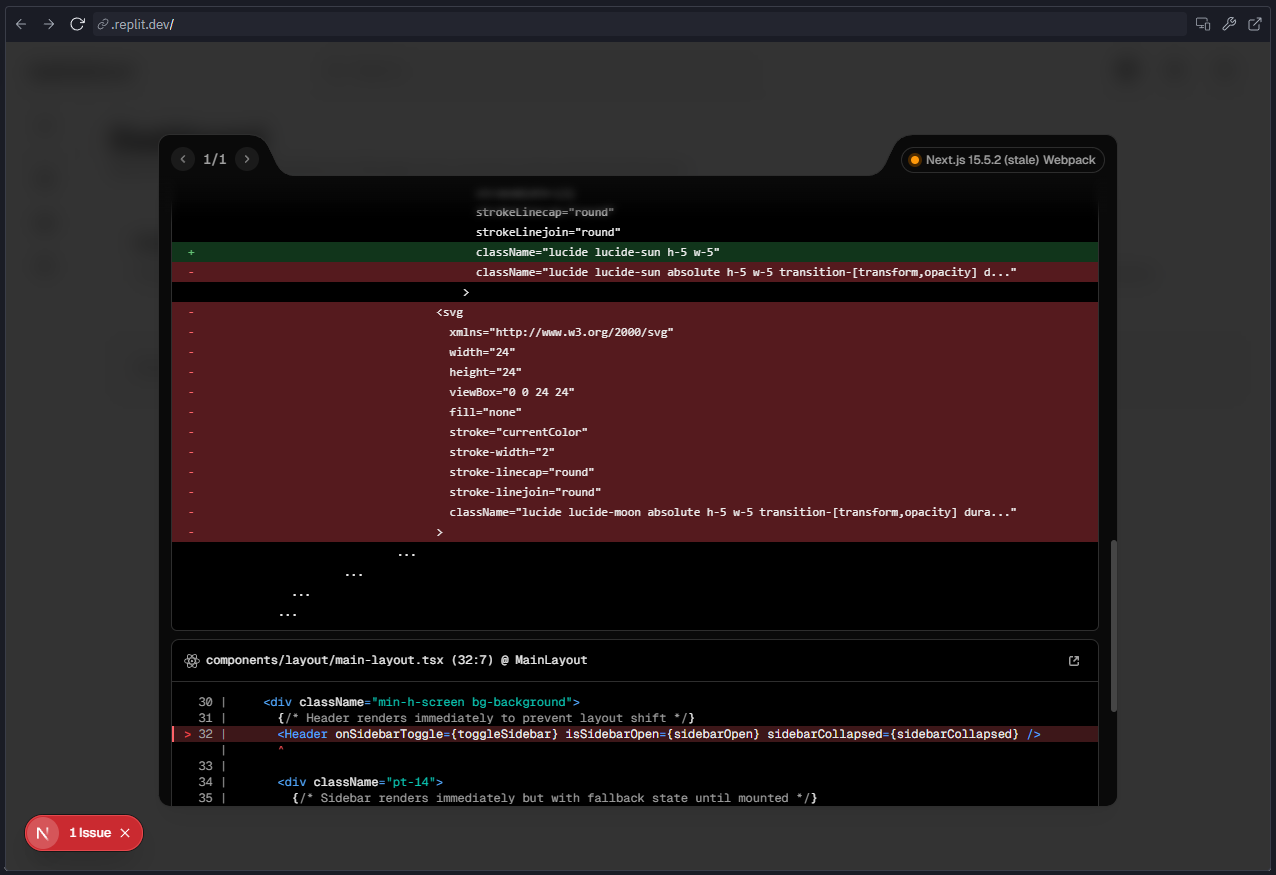 .replit.dev/
1/1
Next.js 15.5.2 (stale) Webpack
strokeLinecap="round"
strokeLinejoin="round"
+ className="lucide lucide-sun h-5 w-5"
- className="lucide lucide-sun absolute h-5 w-5 transition-[transform,opacity] d..."
>
- <svg
- xmlns="http://www.w3.org/2000/svg"
- width="24"
- height="24"
- viewBox="0 0 24 24"
- fill="none"
- stroke="currentColor"
- stroke-width="2"
- stroke-linecap="round"
- stroke-linejoin="round"
- className="lucide lucide-moon absolute h-5 w-5 transition-[transform,opacity] dura..."
- >
...
...
...
...
components/layout/main-layout.tsx (32:7) @ MainLayout
30 | <div className="min-h-screen bg-background">
31 | {/* Header renders immediately to prevent layout shift */}
> 32 | <Header onSidebarToggle={toggleSidebar} isSidebarOpen={sidebarOpen} sidebarCollapsed={sidebarCollapsed} />
| ^
33 |
34 | <div className="pt-14">
35 | {/* Sidebar renders immediately but with fallback state until mounted */}
N 1 Issue